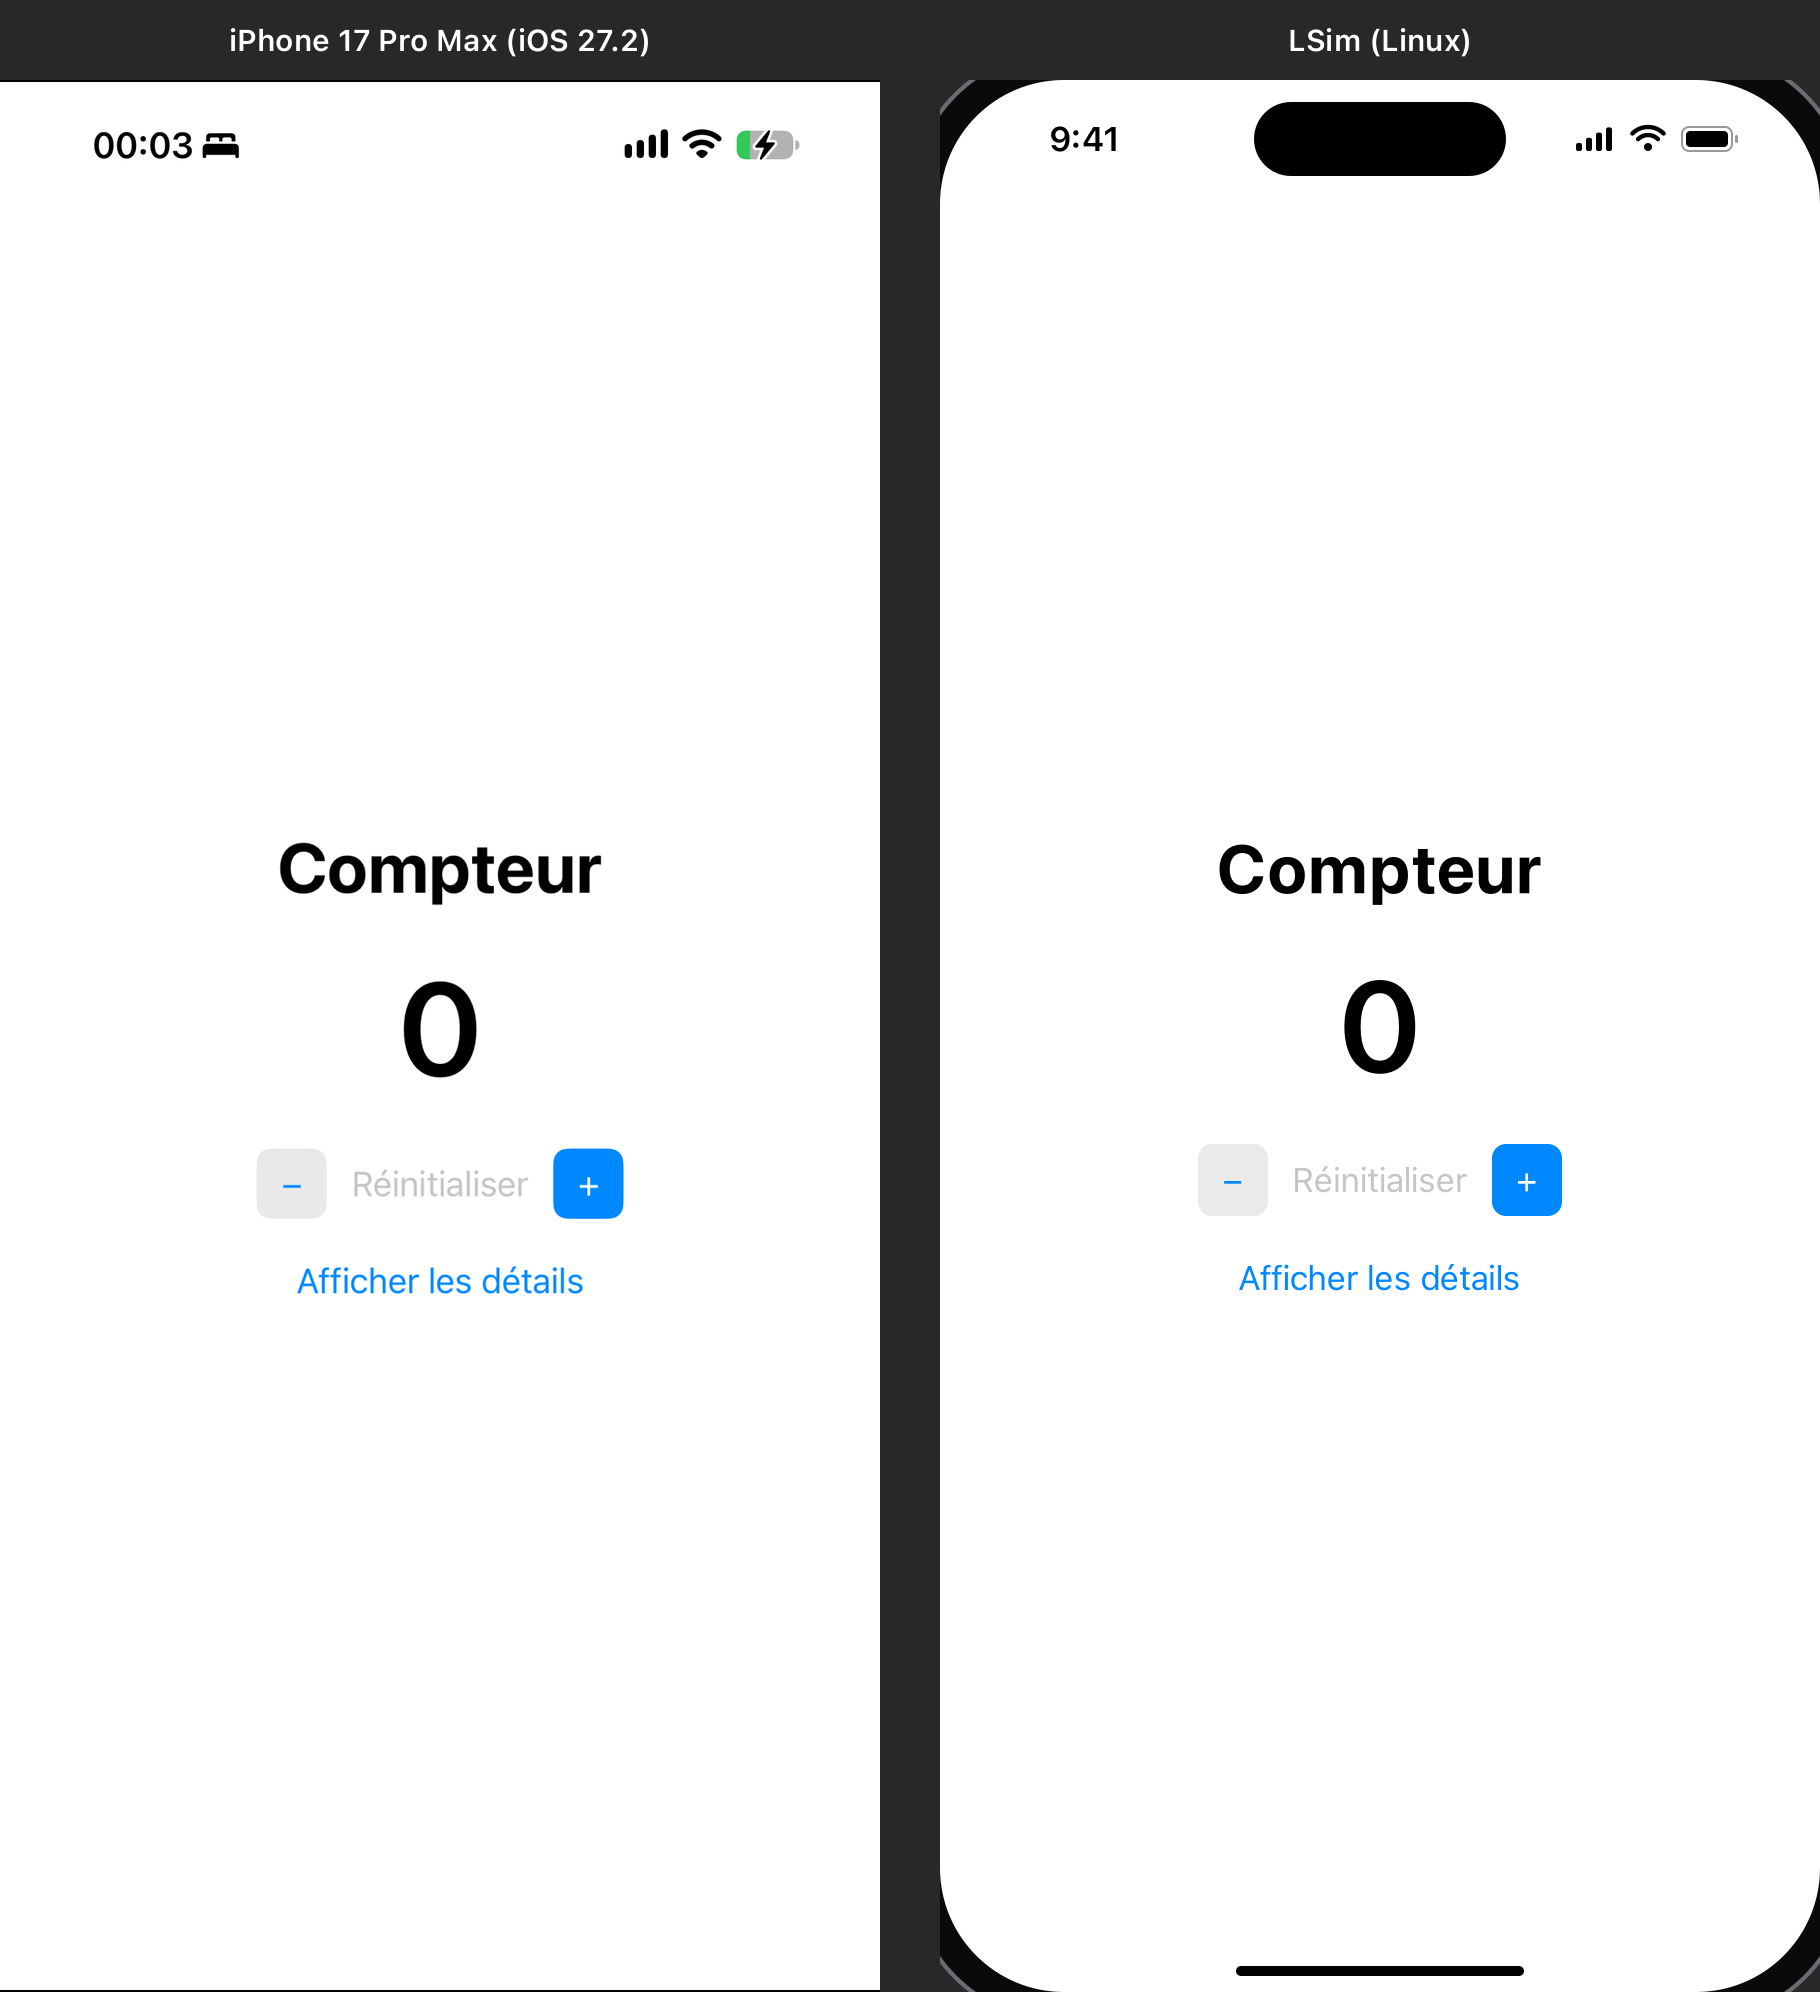 iPhone 17 Pro Max (iOS 27.2)
00:03
Compteur
0
− Réinitialiser +
Afficher les détails
LSim (Linux)
9:41
Compteur
0
− Réinitialiser +
Afficher les détails